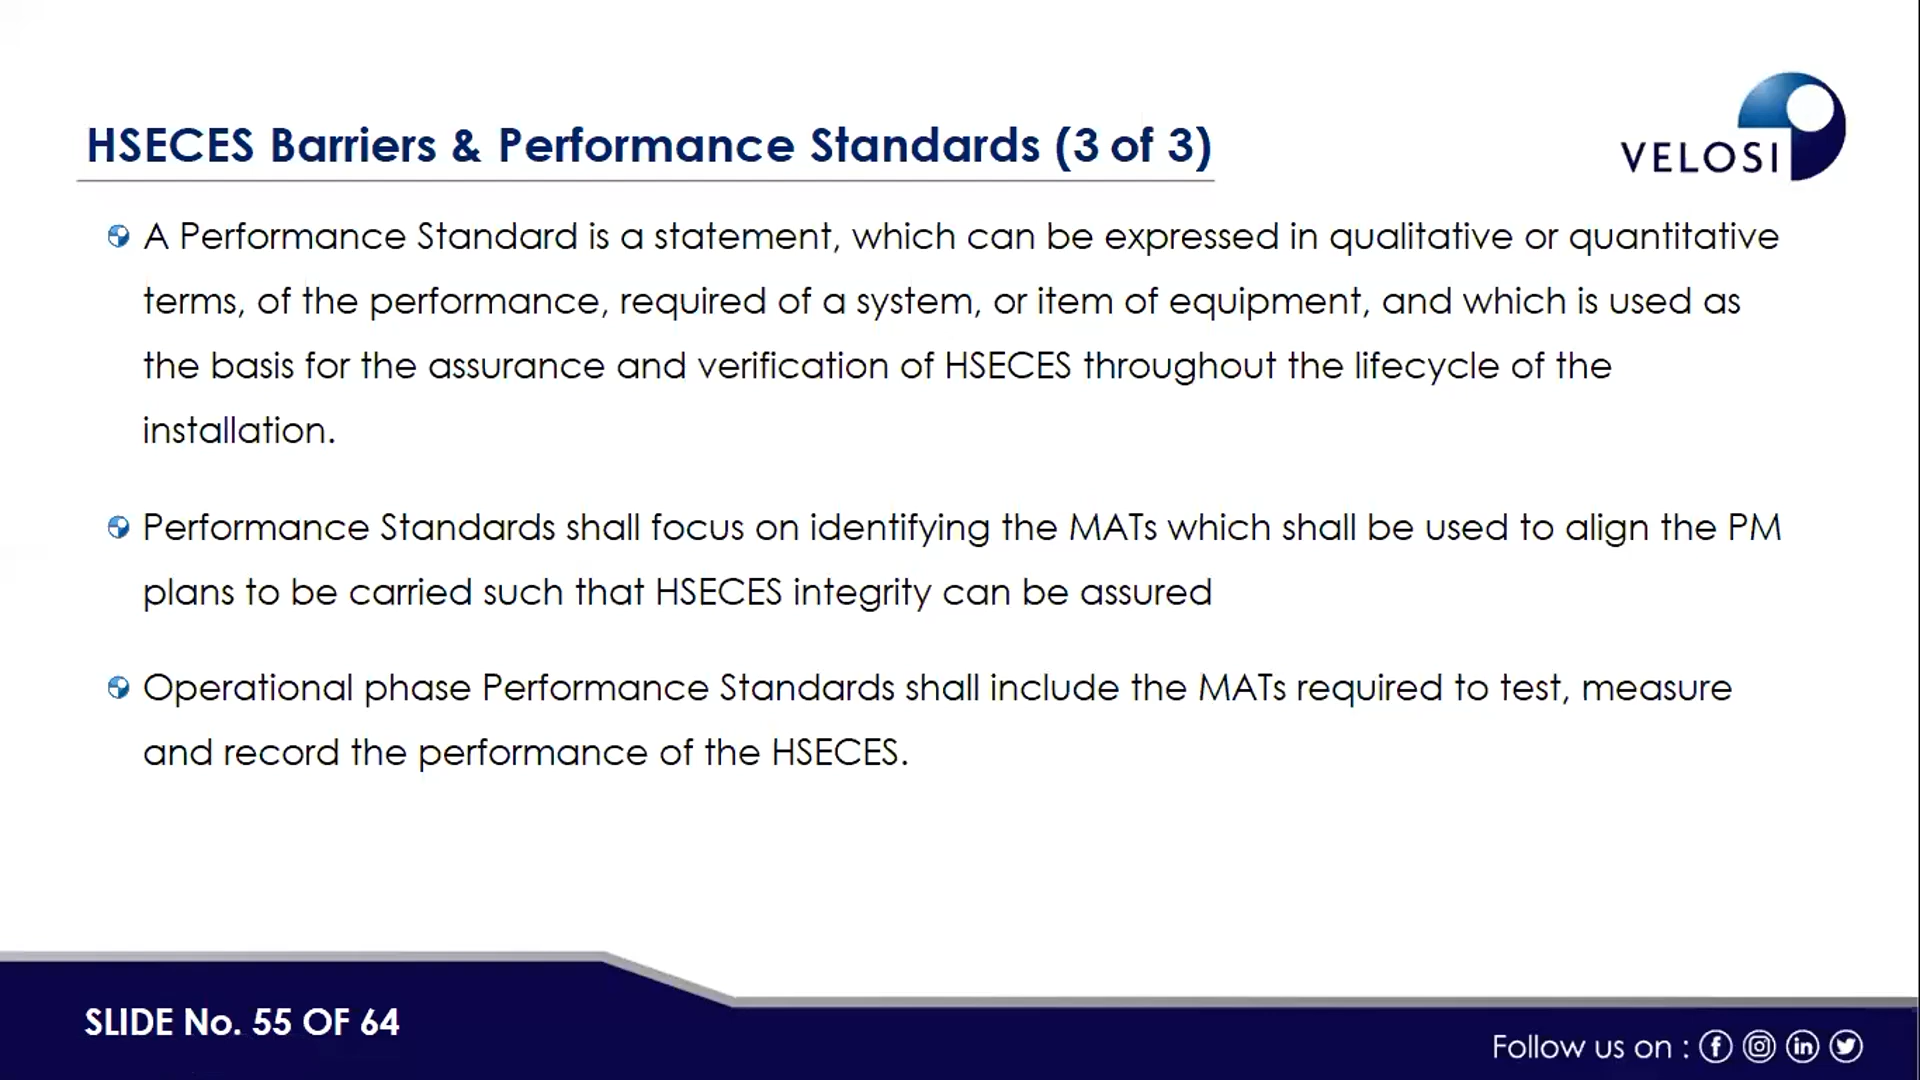 HSECES Barriers & Performance Standards (3 of 3)
VELOSI
A Performance Standard is a statement, which can be expressed in qualitative or quantitative
terms, of the performance, required of a system, or item of equipment, and which is used as
the basis for the assurance and verification of HSECES throughout the lifecycle of the
installation.
Performance Standards shall focus on identifying the MATs which shall be used to align the PM
plans to be carried such that HSECES integrity can be assured
Operational phase Performance Standards shall include the MATs required to test, measure
and record the performance of the HSECES.
SLIDE No. 55 OF 64
Follow us on :